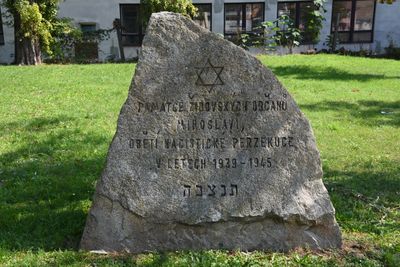 PAMÁTCE ŽIDOVSKÝCH OBČANŮ
MIROSLAVI,
OBĚTÍ NACISTICKÉ PERZEKUCE
V LETECH 1939-1945
תנצבה